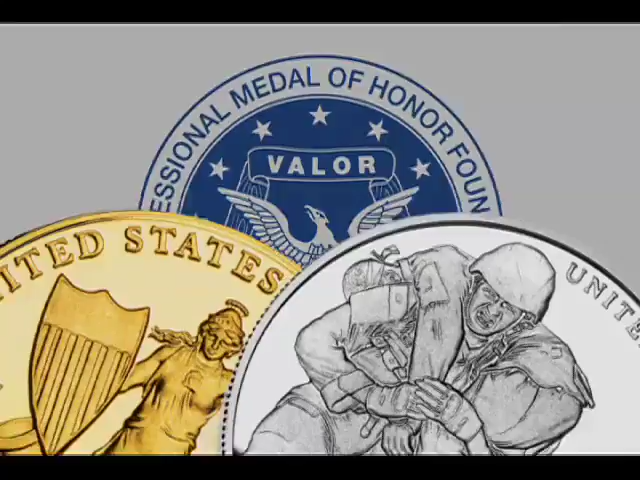 ESSIONAL MEDAL OF HONOR FOUN
VALOR
ITED STATES
UNITE